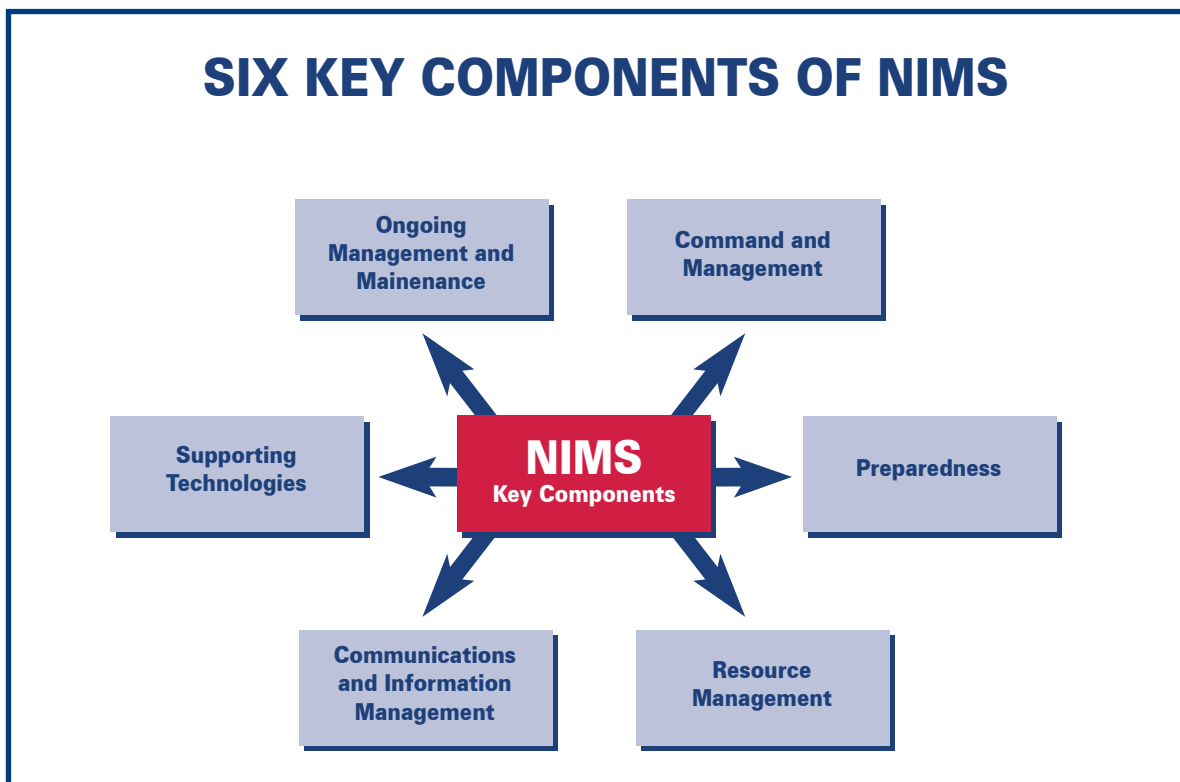 SIX KEY COMPONENTS OF NIMS
Ongoing
Management and
Mainenance
Command and
Management
Supporting
Technologies
NIMS
Key Components
Preparedness
Communications
and Information
Management
Resource
Management